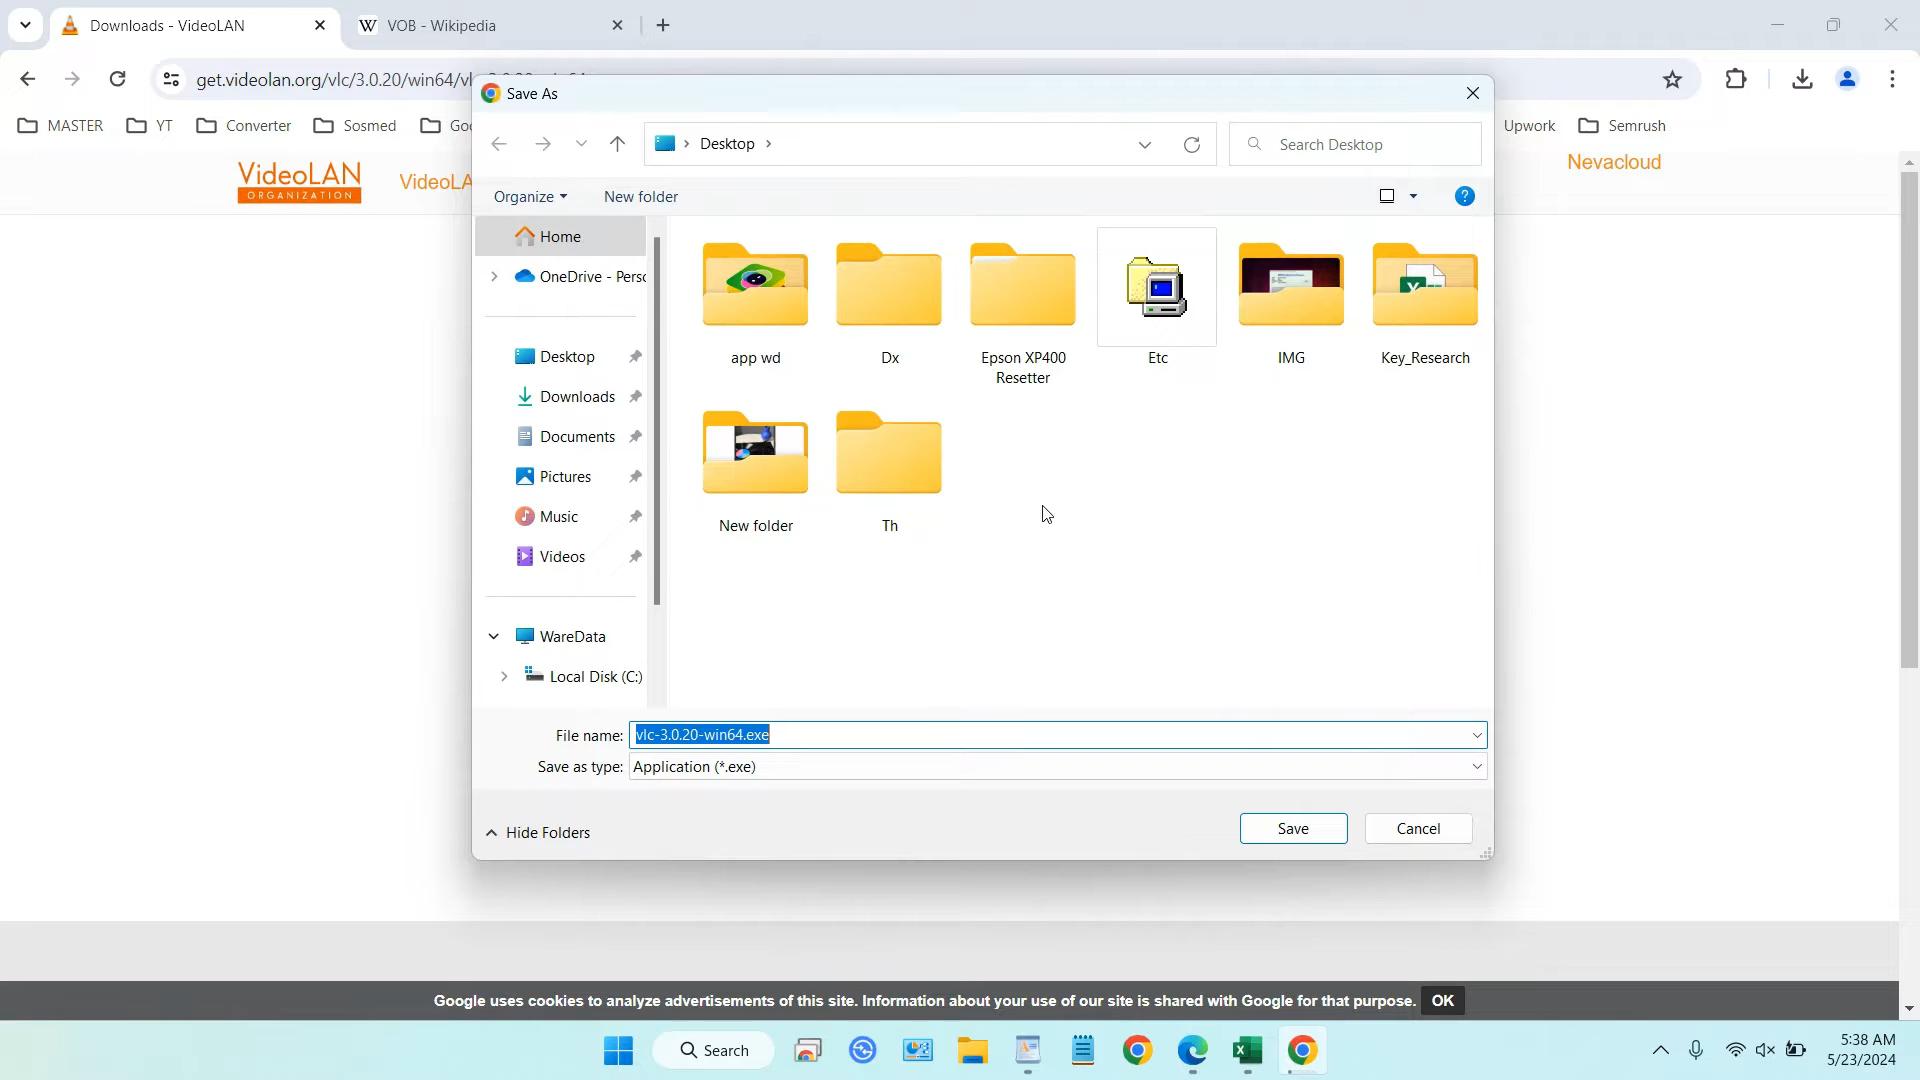 Downloads - VideoLAN
VOB - Wikipedia
get.videolan.org/vlc/3.0.20/win64/vl
MASTER
YT
Converter
Sosmed
Upwork
Semrush
VideoLAN
ORGANIZATION
Nevacloud
Save As
Desktop
Search Desktop
Organize
New folder
Home
OneDrive - Pers
Desktop
Downloads
Documents
Pictures
Music
Videos
WareData
Local Disk (C:)
app wd
Dx
Epson XP400
Resetter
Etc
IMG
Key_Research
New folder
Th
File name:
vlc-3.0.20-win64.exe
Save as type:
Application (*.exe)
Hide Folders
Save
Cancel
Google uses cookies to analyze advertisements of this site. Information about your use of our site is shared with Google for that purpose.
OK
Search
5:38 AM
5/23/2024